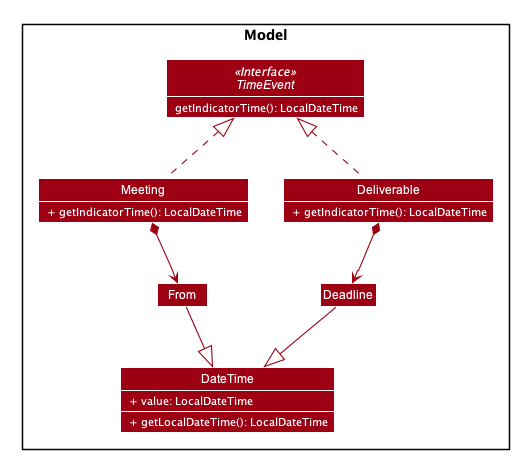 Model
«Interface»
TimeEvent
getIndicatorTime(): LocalDateTime
Meeting
+ getIndicatorTime(): LocalDateTime
Deliverable
+ getIndicatorTime(): LocalDateTime
From
Deadline
DateTime
+ value: LocalDateTime
+ getLocalDateTime(): LocalDateTime